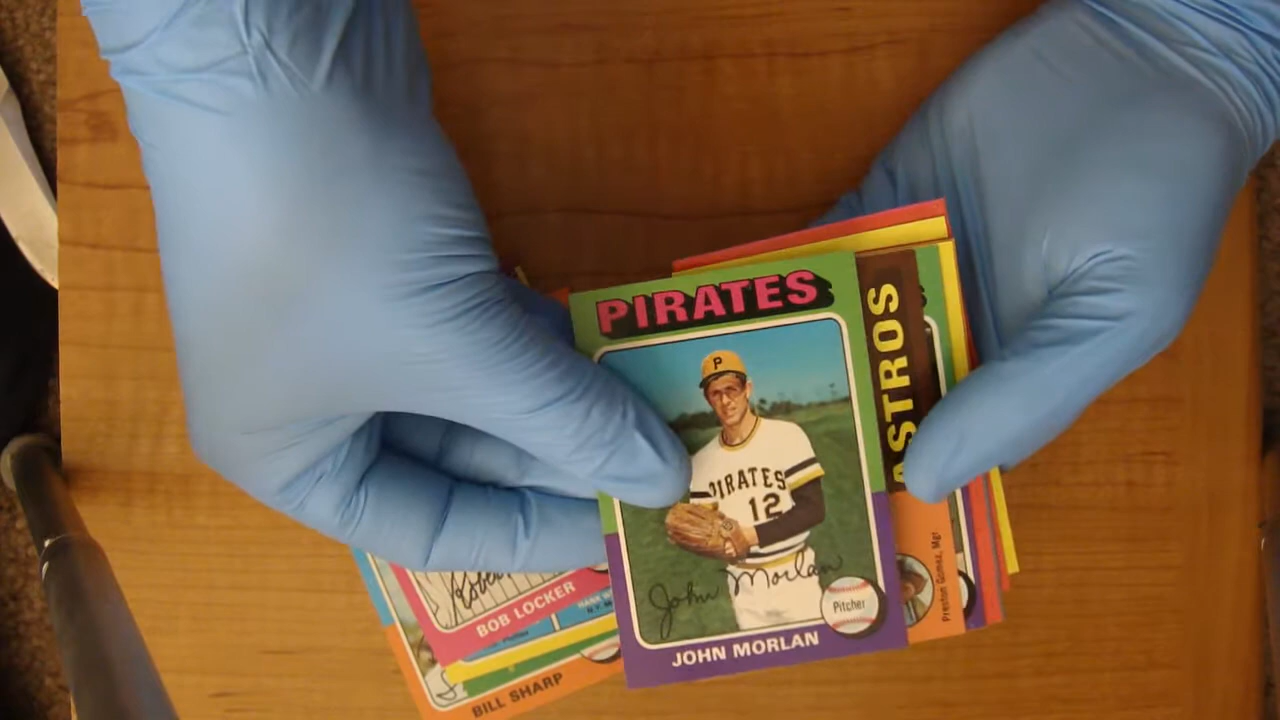 PIRATES
P
PIRATES
12
John Morlan
Pitcher
JOHN MORLAN
ASTROS
Preston Gomez, Mgr
BOB LOCKER
BILL SHARP